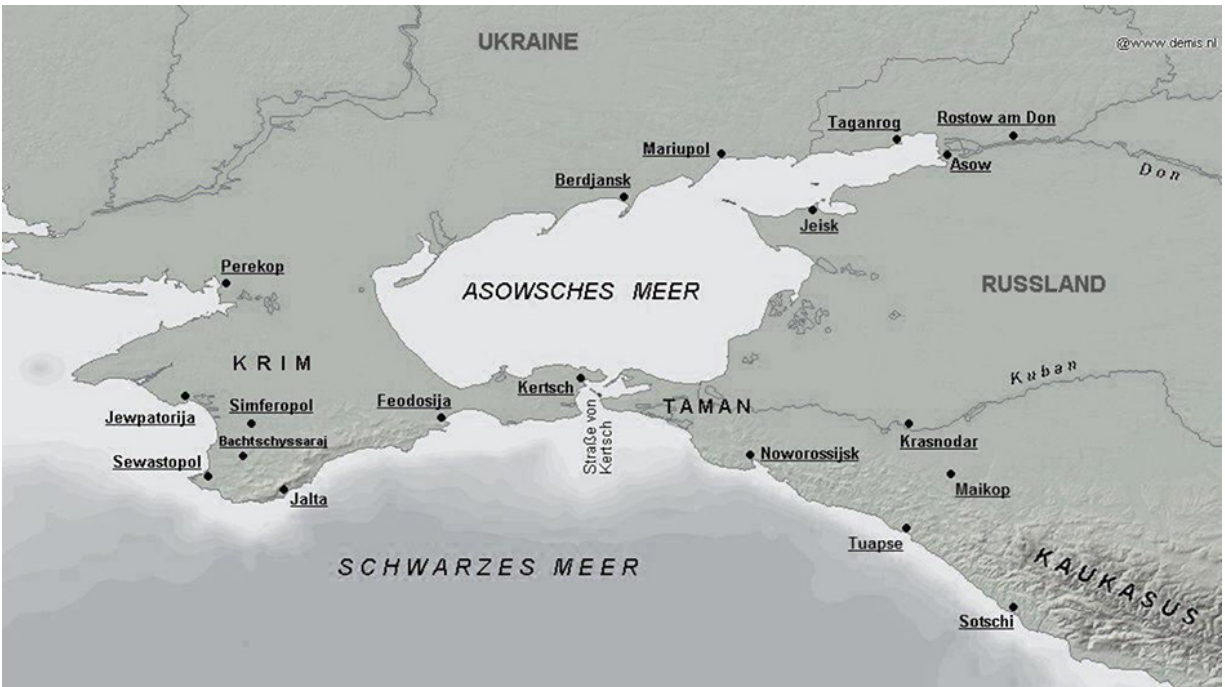 UKRAINE
@www.demis.nl
Taganrog
Rostow am Don
Mariupol
Asow
Don
Berdjansk
Jeisk
Perekop
ASOWSCHES MEER
RUSSLAND
KRIM
Kertsch
Kuban
Feodosija
TAMAN
Jewpatorija
Simferopol
Straße von
Kertsch
Bachtschyssaraj
Krasnodar
Sewastopol
Noworossijsk
Maikop
Jalta
Tuapse
SCHWARZES MEER
KAUKASUS
Sotschi